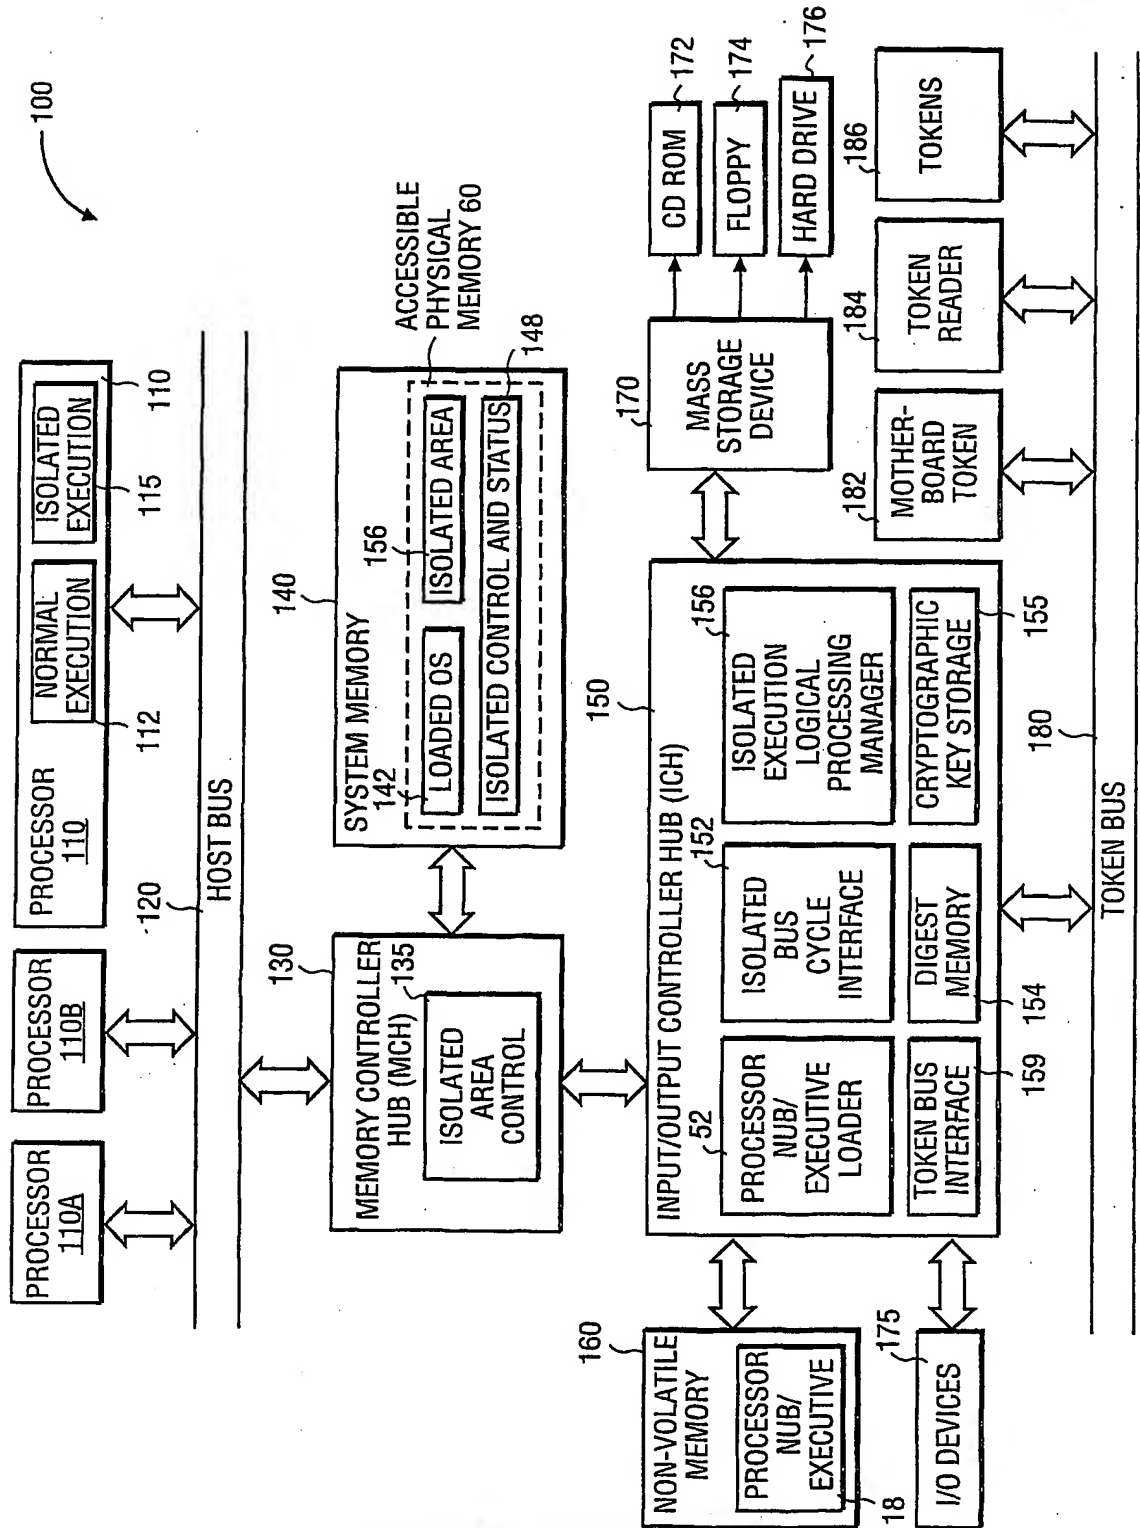 100
PROCESSOR
110A
PROCESSOR
110B
PROCESSOR
110
NORMAL
EXECUTION
112
ISOLATED
EXECUTION
115
110
120
HOST BUS
130
MEMORY CONTROLLER
HUB (MCH)
135
ISOLATED
AREA
CONTROL
140
SYSTEM MEMORY
142
LOADED OS
156
ISOLATED AREA
ISOLATED CONTROL AND STATUS
148
ACCESSIBLE
PHYSICAL
MEMORY 60
160
NON-VOLATILE
MEMORY
PROCESSOR
NUB/
EXECUTIVE
18
175
I/O DEVICES
150
INPUT/OUTPUT CONTROLLER HUB (ICH)
52
PROCESSOR
NUB/
EXECUTIVE
LOADER
152
ISOLATED
BUS
CYCLE
INTERFACE
156
ISOLATED
EXECUTION
LOGICAL
PROCESSING
MANAGER
TOKEN BUS
INTERFACE
159
DIGEST
MEMORY
154
CRYPTOGRAPHIC
KEY STORAGE
155
170
MASS
STORAGE
DEVICE
CD ROM
172
FLOPPY
174
HARD DRIVE
176
182
MOTHER-
BOARD
TOKEN
184
TOKEN
READER
186
TOKENS
180
TOKEN BUS